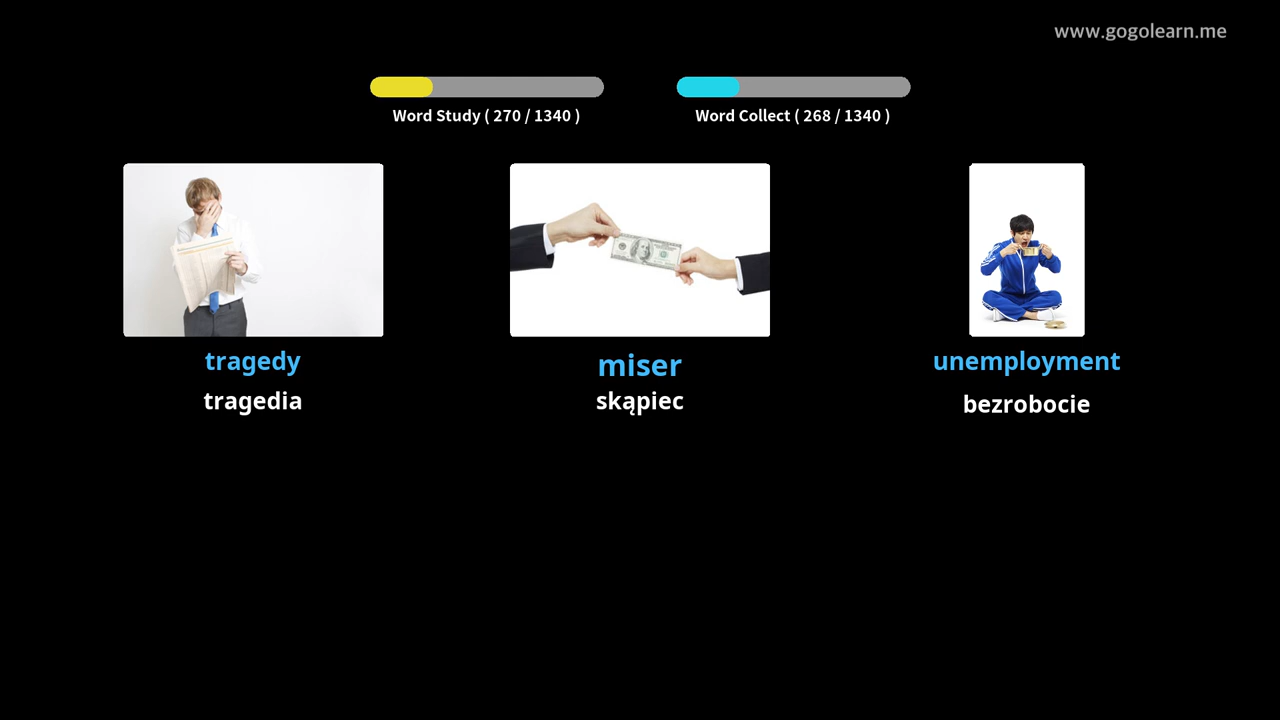 www.gogolearn.me
Word Study ( 270 / 1340 )
Word Collect ( 268 / 1340 )
tragedy
tragedia
miser
skąpiec
unemployment
bezrobocie